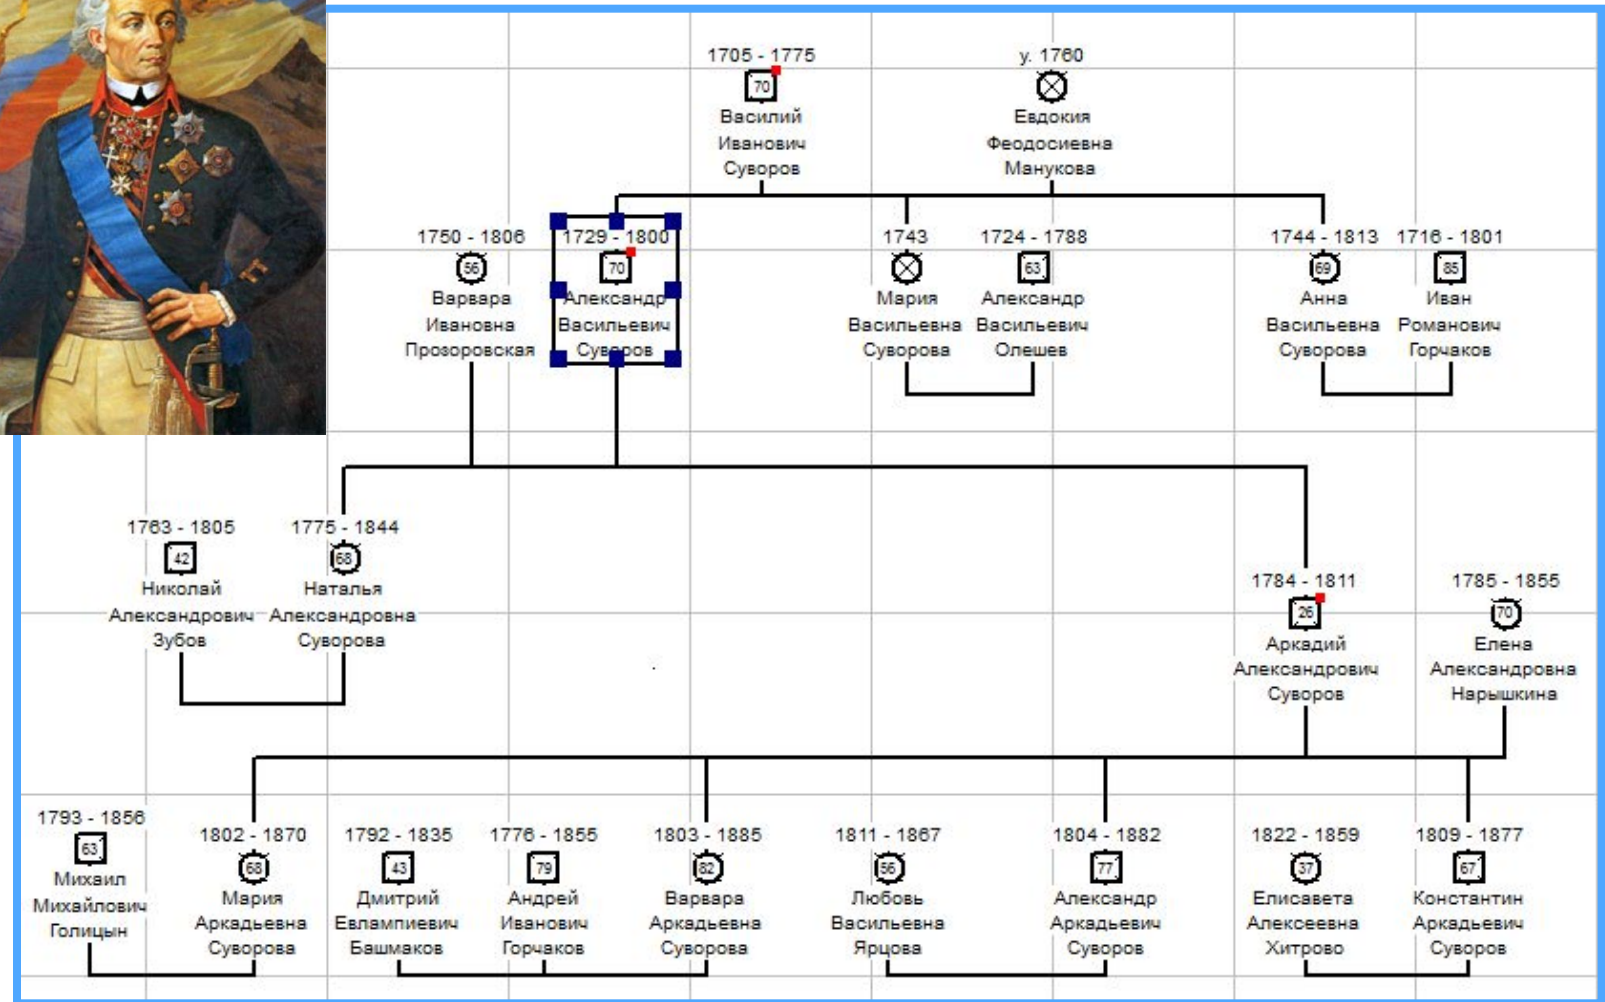 1705 - 1775
70
Василий
Иванович
Суворов
у. 1760
Евдокия
Феодосиевна
Манукова
1750 - 1806
56
Варвара
Ивановна
Прозоровская
1729 - 1800
70
Александр
Васильевич
Суворов
1743
Мария
Васильевна
Суворова
1724 - 1788
63
Александр
Васильевич
Олешев
1744 - 1813
69
Анна
Васильевна
Суворова
1716 - 1801
85
Иван
Романович
Горчаков
1763 - 1805
42
Николай
Александрович
Зубов
1775 - 1844
68
Наталья
Александровна
Суворова
1784 - 1811
26
Аркадий
Александрович
Суворов
1785 - 1855
70
Елена
Александровна
Нарышкина
1793 - 1856
63
Михаил
Михайлович
Голицын
1802 - 1870
68
Мария
Аркадьевна
Суворова
1792 - 1835
43
Дмитрий
Евлампиевич
Башмаков
1776 - 1855
79
Андрей
Иванович
Горчаков
1803 - 1885
82
Варвара
Аркадьевна
Суворова
1811 - 1867
56
Любовь
Васильевна
Ярцова
1804 - 1882
77
Александр
Аркадьевич
Суворов
1822 - 1859
37
Елисавета
Алексеевна
Хитрово
1809 - 1877
67
Константин
Аркадьевич
Суворов